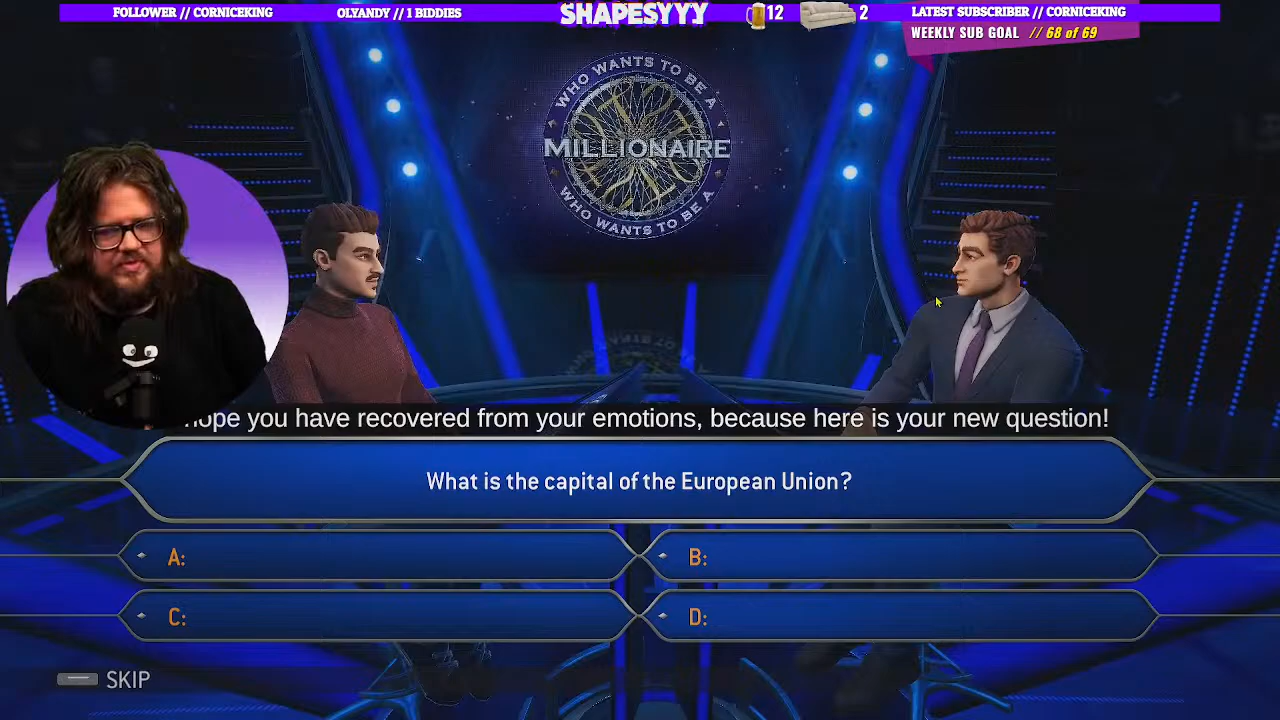 FOLLOWER // CORNICEKING
OLYANDY // 1 BIDDIES
SHAPESYYY
12
2
LATEST SUBSCRIBER // CORNICEKING
WEEKLY SUB GOAL // 68 of 69
WHO WANTS TO BE A
MILLIONAIRE
WHO WANTS TO BE A
hope you have recovered from your emotions, because here is your new question!
What is the capital of the European Union?
A:
B:
C:
D:
SKIP